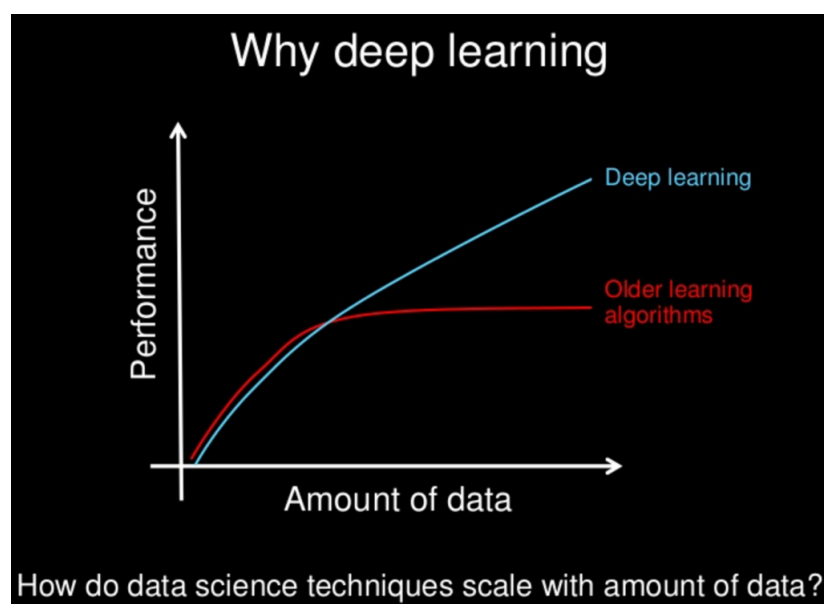 Why deep learning
Deep learning
Performance
Older learning
algorithms
Amount of data
How do data science techniques scale with amount of data?